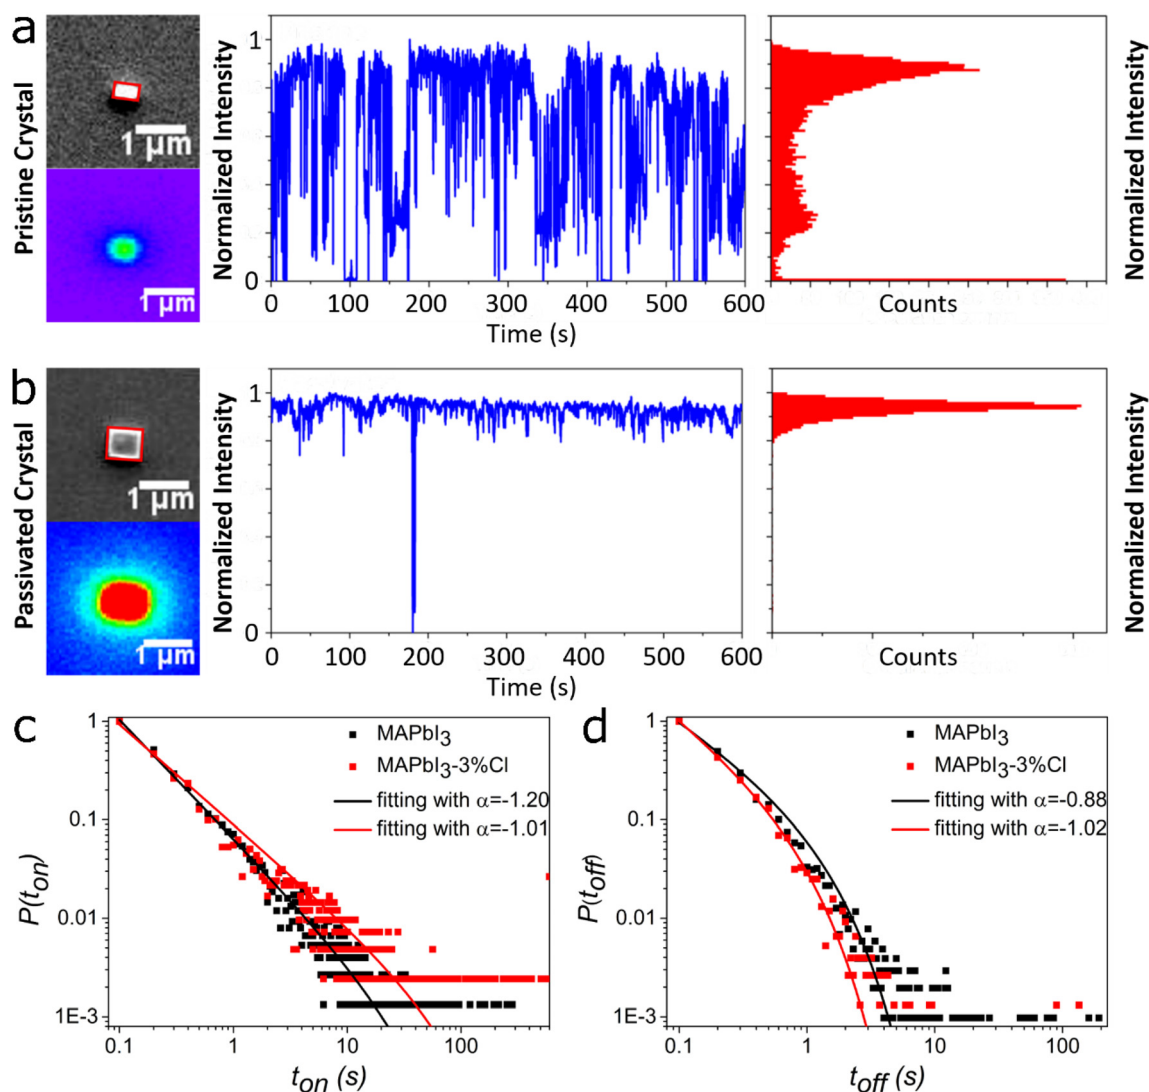 a
Pristine Crystal
1 μm
1 μm
Normalized Intensity
1
0
0 100 200 300 400 500 600
Time (s)
Counts
Normalized Intensity
b
Passivated Crystal
1 μm
1 μm
Normalized Intensity
1
0
0 100 200 300 400 500 600
Time (s)
Counts
Normalized Intensity
c
P(ton)
1
0.1
0.01
1E-3
0.1 1 10 100
ton (s)
MAPbI3
MAPbI3-3%Cl
fitting with α=-1.20
fitting with α=-1.01
d
P(toff)
1
0.1
0.01
1E-3
0.1 1 10 100
toff (s)
MAPbI3
MAPbI3-3%Cl
fitting with α=-0.88
fitting with α=-1.02